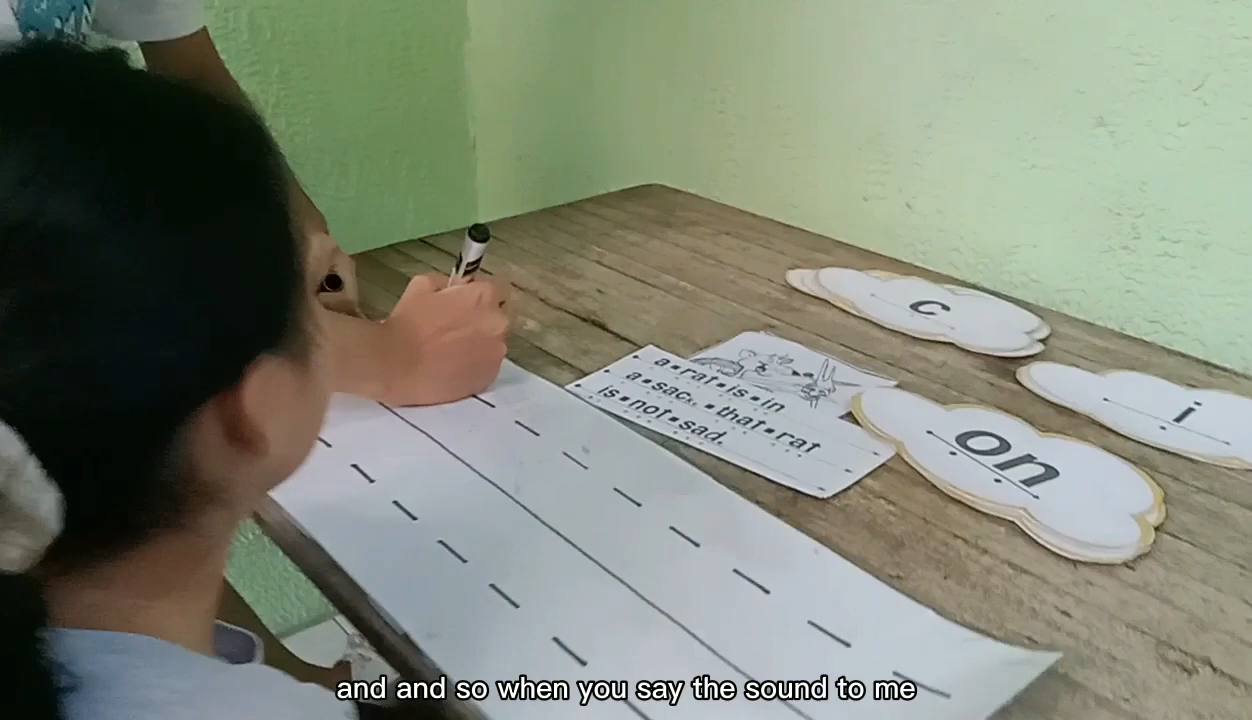 c
i
on
a▪rat▪is▪in
a▪sack▪that▪rat
is▪not▪sad.
and and so when you say the sound to me